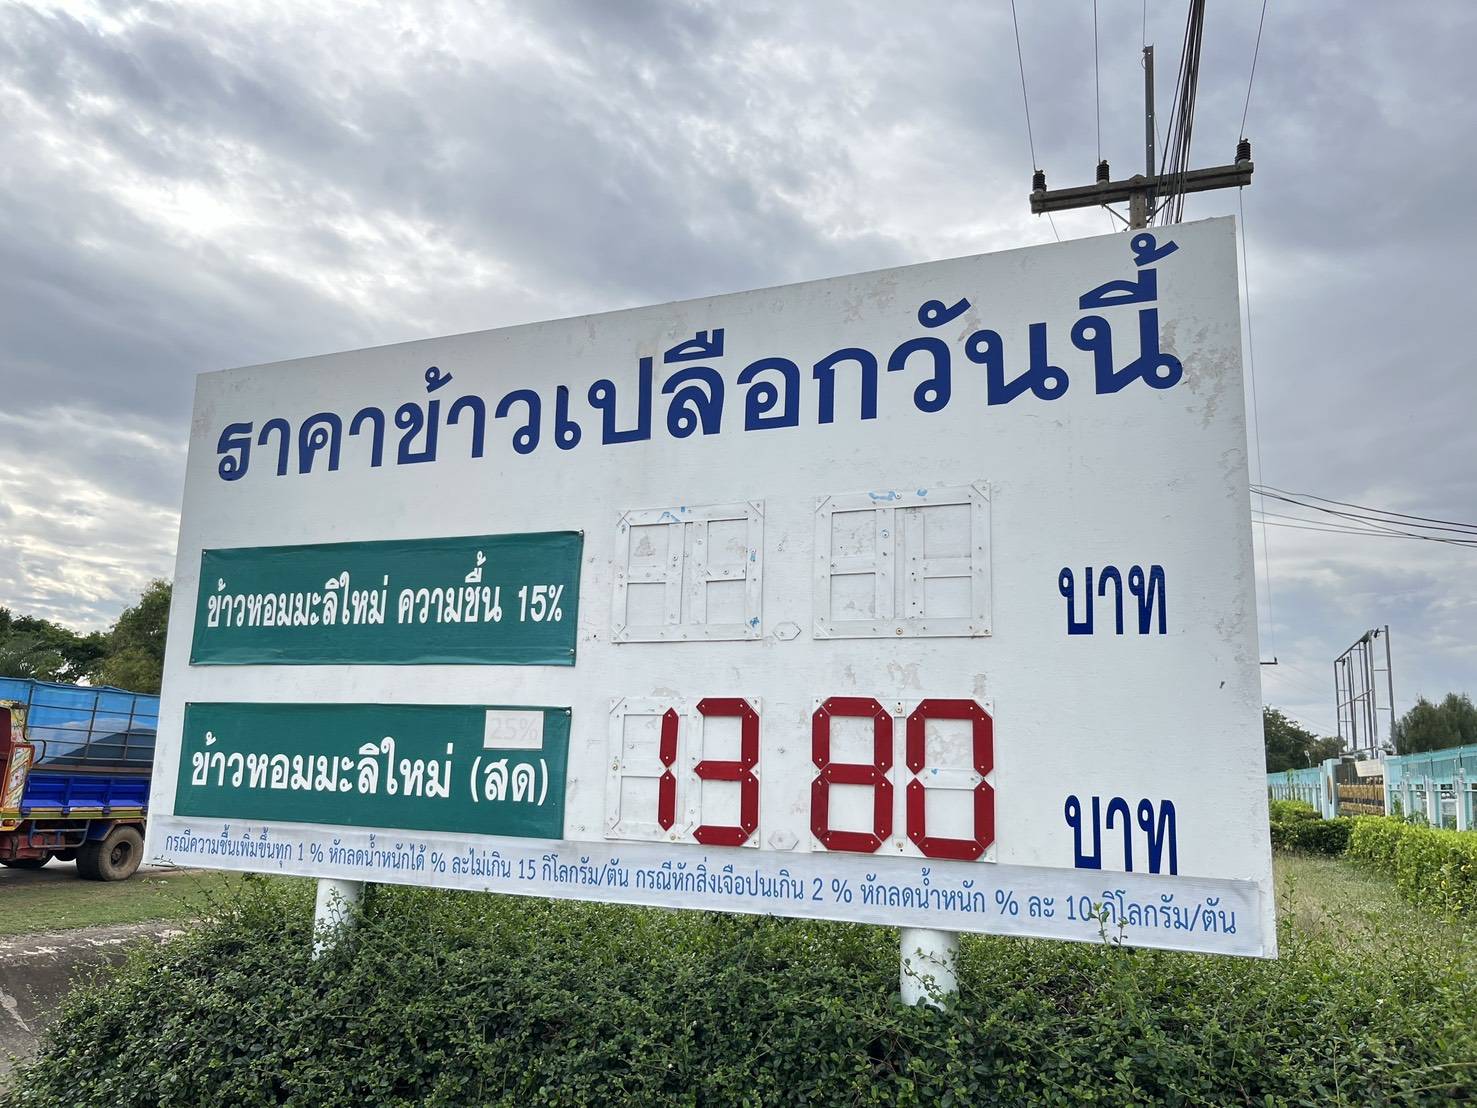 ราคาข้าวเปลือกวันนี้
ข้าวหอมมะลิใหม่ ความชื้น 15% บาท
25%
ข้าวหอมมะลิใหม่ (สด) 13.80 บาท
กรณีความชื้นเพิ่มขึ้นทุก 1 % หักลดน้ำหนักได้ % ละไม่เกิน 15 กิโลกรัม/ตัน กรณีหักสิ่งเจือปนเกิน 2 % หักลดน้ำหนัก % ละ 10 กิโลกรัม/ตัน